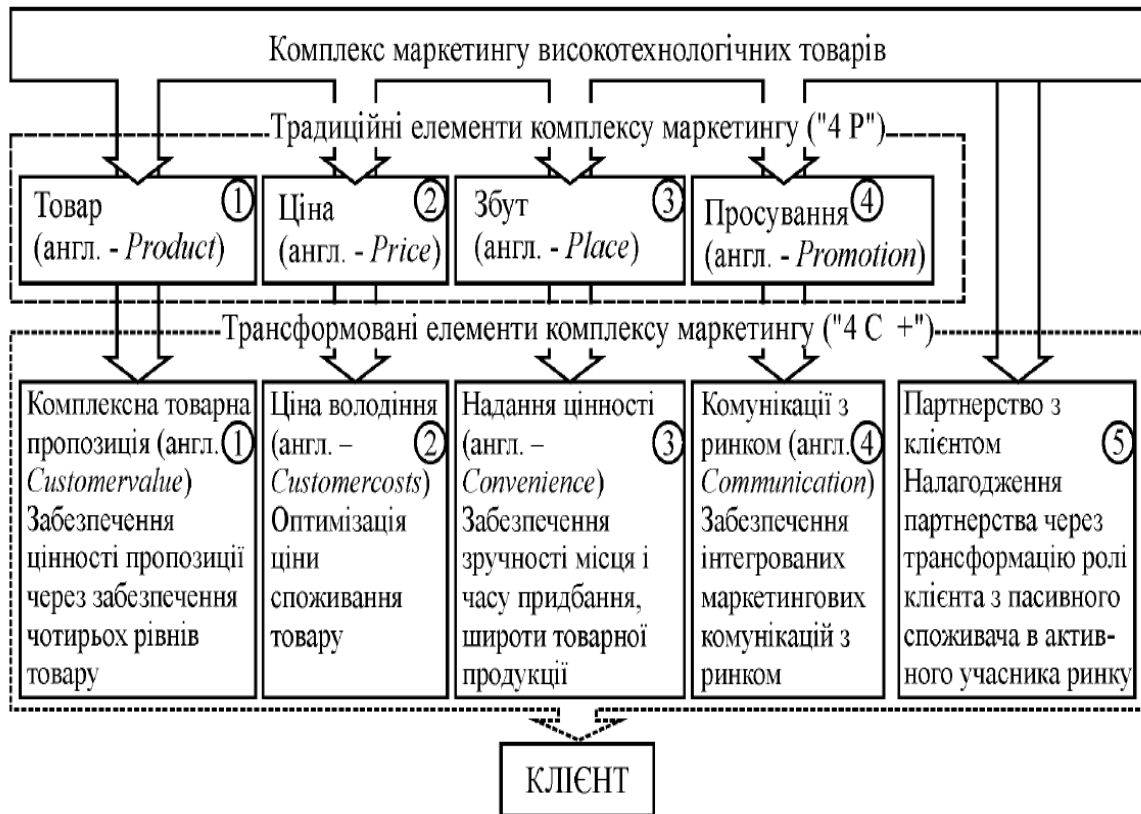 Комплекс маркетингу високотехнологічних товарів
Традиційні елементи комплексу маркетингу ("4 P")
Товар
(англ. - Product)
1
Ціна
(англ. - Price)
2
Збут
(англ. - Place)
3
Просування
(англ. - Promotion)
4
Трансформовані елементи комплексу маркетингу ("4 C +")
Комплексна товарна
пропозиція (англ.
Customervalue)
Забезпечення
цінності пропозиції
через забезпечення
чотирьох рівнів
товару
1
Ціна володіння
(англ. –
Customercosts)
Оптимізація
ціни
споживання
товару
2
Надання цінності
(англ. –
Convenience)
Забезпечення
зручності місця і
часу придбання,
широти товарної
продукції
3
Комунікації з
ринком (англ.
Communication)
Забезпечення
інтегрованих
маркетингових
комунікацій з
ринком
4
Партнерство з
клієнтом
Налагодження
партнерства через
трансформацію ролі
клієнта з пасивного
споживача в актив-
ного учасника ринку
5
КЛІЄНТ